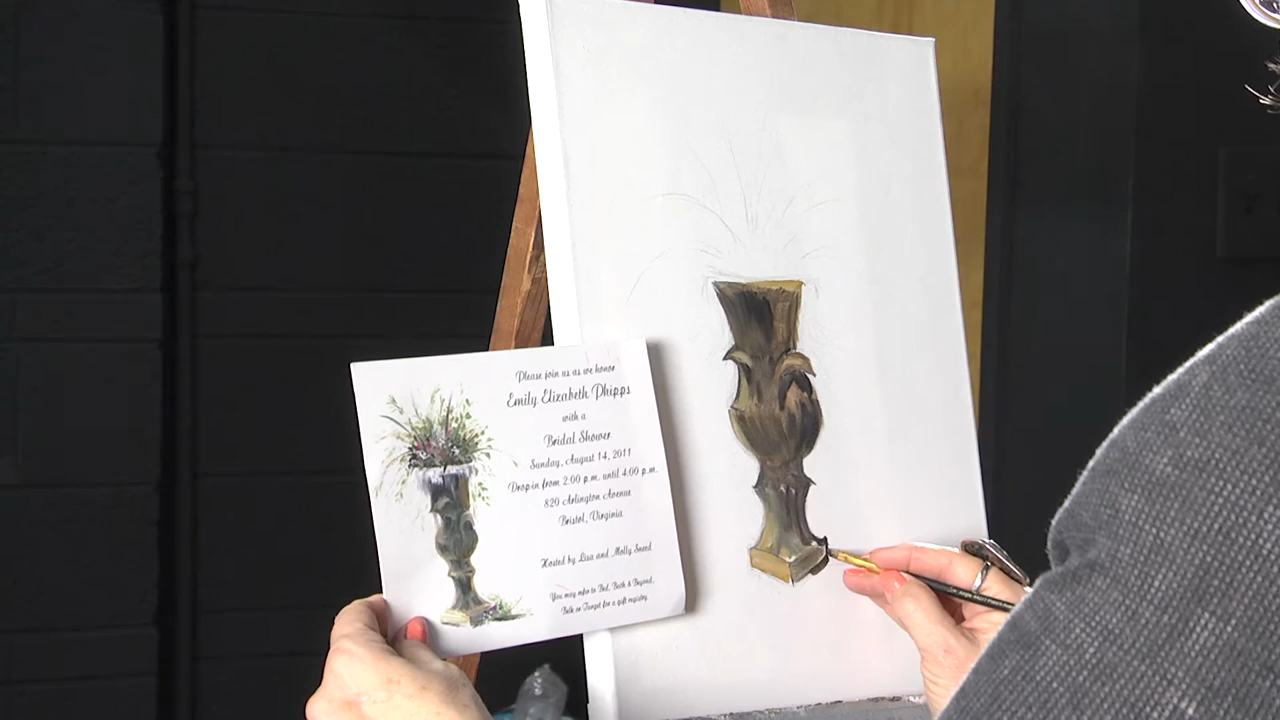 Please join us as we honor
Emily Elizabeth Phipps
with a
Bridal Shower
Sunday, August 14, 2011
Drop-in from 2:00 p.m. until 4:00 p.m.
820 Arlington Avenue
Bristol, Virginia
Hosted by Lisa and Molly Sneed
You may refer to Bed, Bath & Beyond,
Belk or Target for a gift registry.